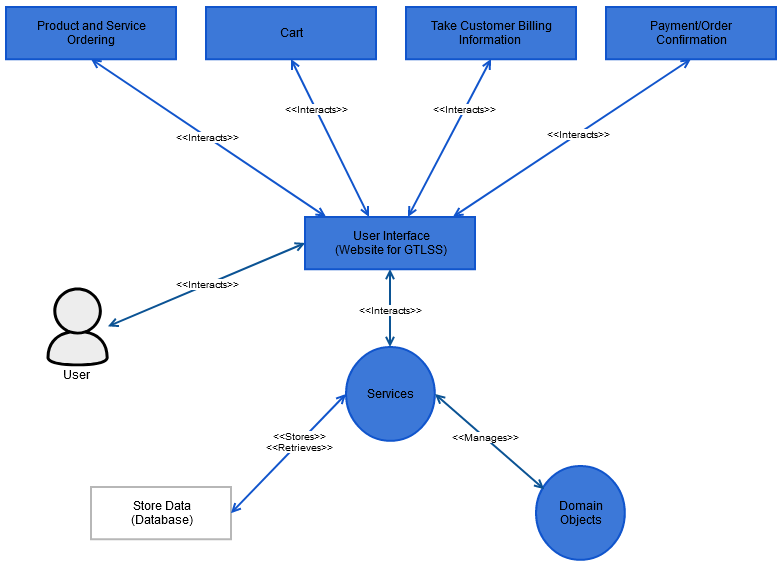 Product and Service
Ordering
Cart
Take Customer Billing
Information
Payment/Order
Confirmation
<<Interacts>>
<<Interacts>>
<<Interacts>>
<<Interacts>>
User Interface
(Website for GTLSS)
<<Interacts>>
<<Interacts>>
User
Services
<<Stores>>
<<Retrieves>>
<<Manages>>
Store Data
(Database)
Domain
Objects